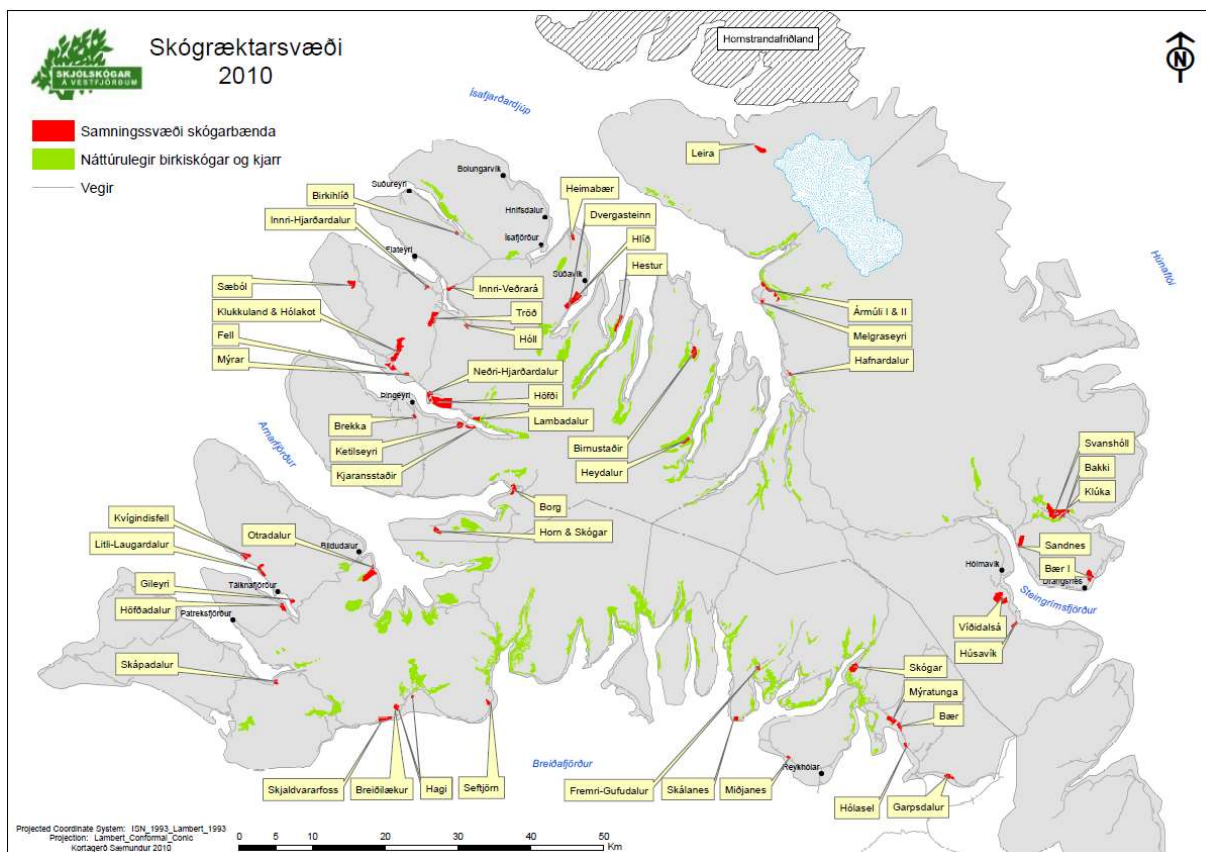 SKJÓLSKÓGAR
Á VESTFJÖRÐUM
Skógræktarsvæði
2010
Samningssvæði skógarbænda
Náttúrulegir birkiskógar og kjarr
Vegir
Hornstrandafriðland
N
Ísafjarðardjúp
Leira
Bolungarvík
Suðureyri
Birkihlíð
Heimabær
Hnífsdalur
Innri-Hjarðardalur
Dvergasteinn
Ísafjörður
Hlíð
Flateyri
Hestur
Húnaflói
Súðavík
Sæból
Innri-Veðrará
Ármúli I & II
Klukkuland & Hólakot
Tröð
Melgraseyri
Fell
Hóll
Hafnardalur
Mýrar
Neðri-Hjarðardalur
Þingeyri
Höfði
Brekka
Lambadalur
Arnarfjörður
Birnustaðir
Svanshóll
Ketilseyri
Heydalur
Bakki
Kjaransstaðir
Klúka
Borg
Kvígindisfell
Otradalur
Horn & Skógar
Litli-Laugardalur
Bíldudalur
Sandnes
Hólmavík
Bær I
Gileyri
Tálknafjörður
Drangsnes
Höfðadalur
Steingrímsfjörður
Patreksfjörður
Víðidalsá
Húsavík
Skápadalur
Skógar
Mýratunga
Bær
Breiðafjörður
Reykhólar
Skjaldvararfoss
Breiðilækur
Hagi
Seftjörn
Fremri-Gufudalur
Skálanes
Miðjanes
Hólasel
Garpsdalur
Projected Coordinate System: ISN_1993_Lambert_1993
Projection: Lambert_Conformal_Conic
Kortagerð Sæmundur 2010
0 5 10 20 30 40 50
Km